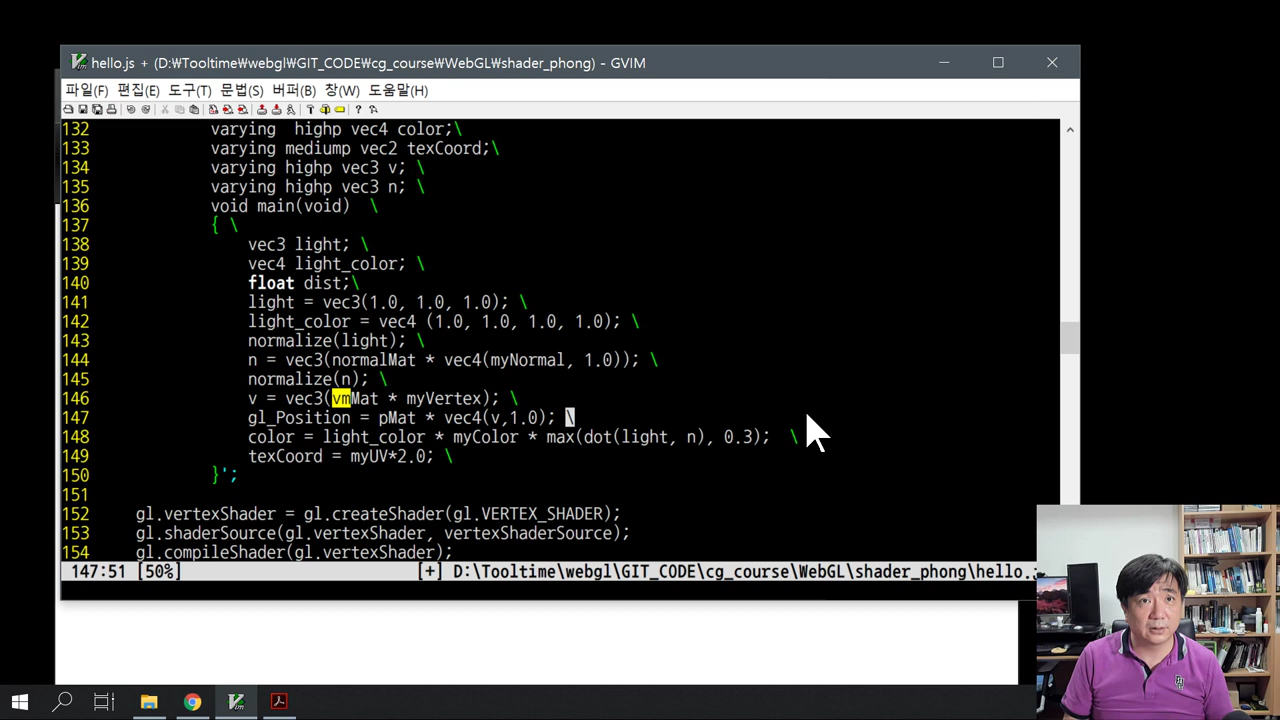 hello.js + (D:\Tooltime\webgl\GIT_CODE\cg_course\WebGL\shader_phong) - GVIM
파일(F) 편집(E) 도구(T) 문법(S) 버퍼(B) 창(W) 도움말(H)
132 varying  highp vec4 color;\
133 varying mediump vec2 texCoord;\
134 varying highp vec3 v; \
135 varying highp vec3 n; \
136 void main(void)  \
137 { \
138 vec3 light; \
139 vec4 light_color; \
140 float dist;\
141 light = vec3(1.0, 1.0, 1.0); \
142 light_color = vec4 (1.0, 1.0, 1.0, 1.0); \
143 normalize(light); \
144 n = vec3(normalMat * vec4(myNormal, 1.0)); \
145 normalize(n); \
146 v = vec3(vmMat * myVertex); \
147 gl_Position = pMat * vec4(v,1.0); \
148 color = light_color * myColor * max(dot(light, n), 0.3);  \
149 texCoord = myUV*2.0; \
150 }';
151
152 gl.vertexShader = gl.createShader(gl.VERTEX_SHADER);
153 gl.shaderSource(gl.vertexShader, vertexShaderSource);
154 gl.compileShader(gl.vertexShader);
147:51 [50%] [+] D:\Tooltime\webgl\GIT_CODE\cg_course\WebGL\shader_phong\hello.j